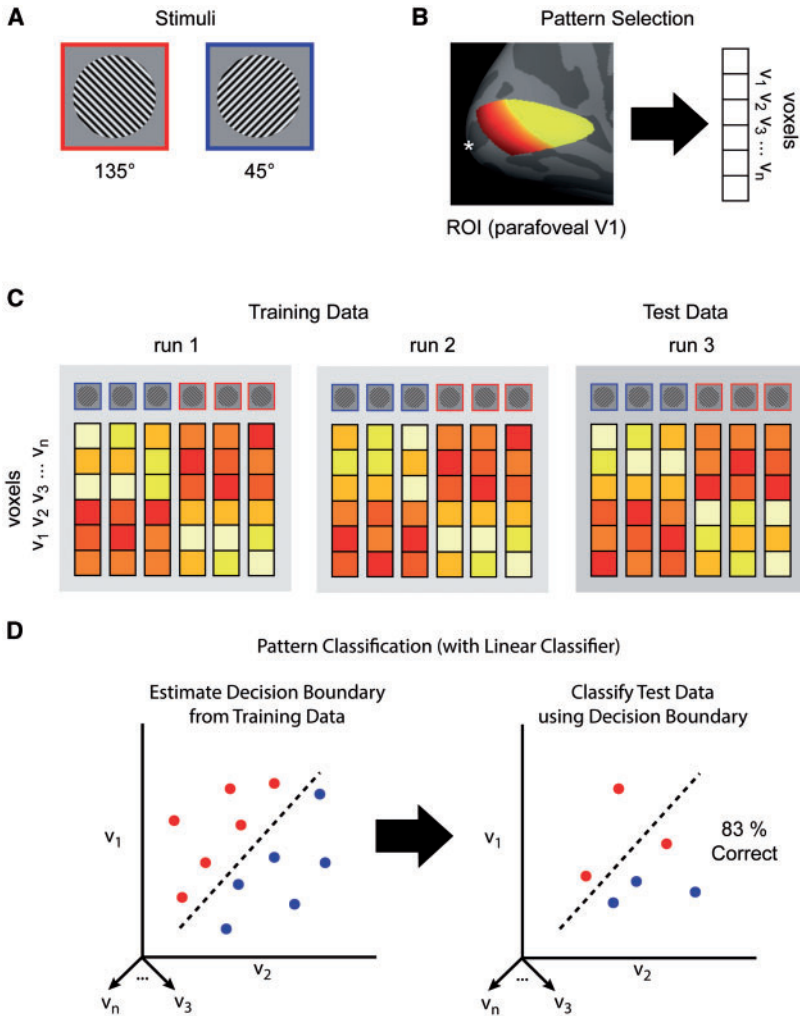 A
Stimuli
135°
45°
B
Pattern Selection
*
ROI (parafoveal V1)
v1 v2 v3 ... vn
voxels
C
Training Data
Test Data
run 1
run 2
run 3
voxels
v1 v2 v3 ... vn
D
Pattern Classification (with Linear Classifier)
Estimate Decision Boundary
from Training Data
Classify Test Data
using Decision Boundary
v1
v2
...
vn
v3
v1
83 %
Correct
v2
...
vn
v3